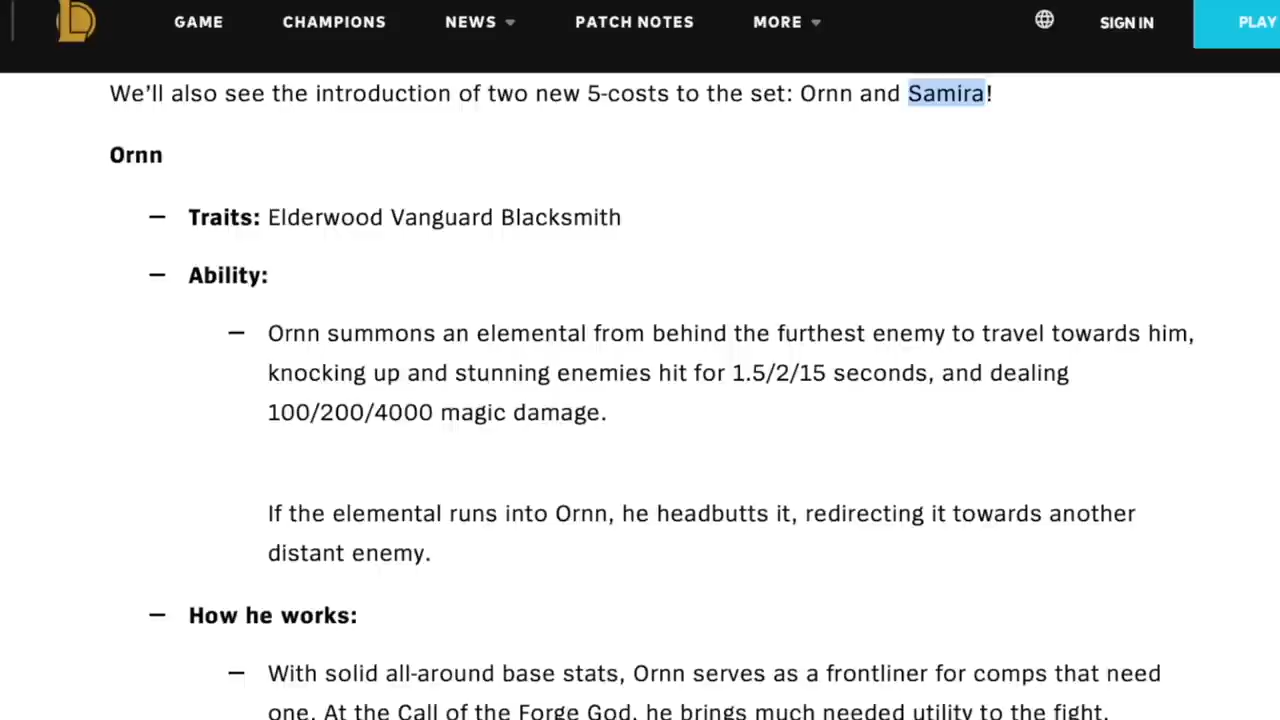 GAME CHAMPIONS NEWS PATCH NOTES MORE SIGN IN PLAY
We’ll also see the introduction of two new 5-costs to the set: Ornn and Samira!
Ornn
— Traits: Elderwood Vanguard Blacksmith
— Ability:
— Ornn summons an elemental from behind the furthest enemy to travel towards him,
knocking up and stunning enemies hit for 1.5/2/15 seconds, and dealing
100/200/4000 magic damage.
If the elemental runs into Ornn, he headbutts it, redirecting it towards another
distant enemy.
— How he works:
— With solid all-around base stats, Ornn serves as a frontliner for comps that need
one. At the Call of the Forge God, he brings much needed utility to the fight,